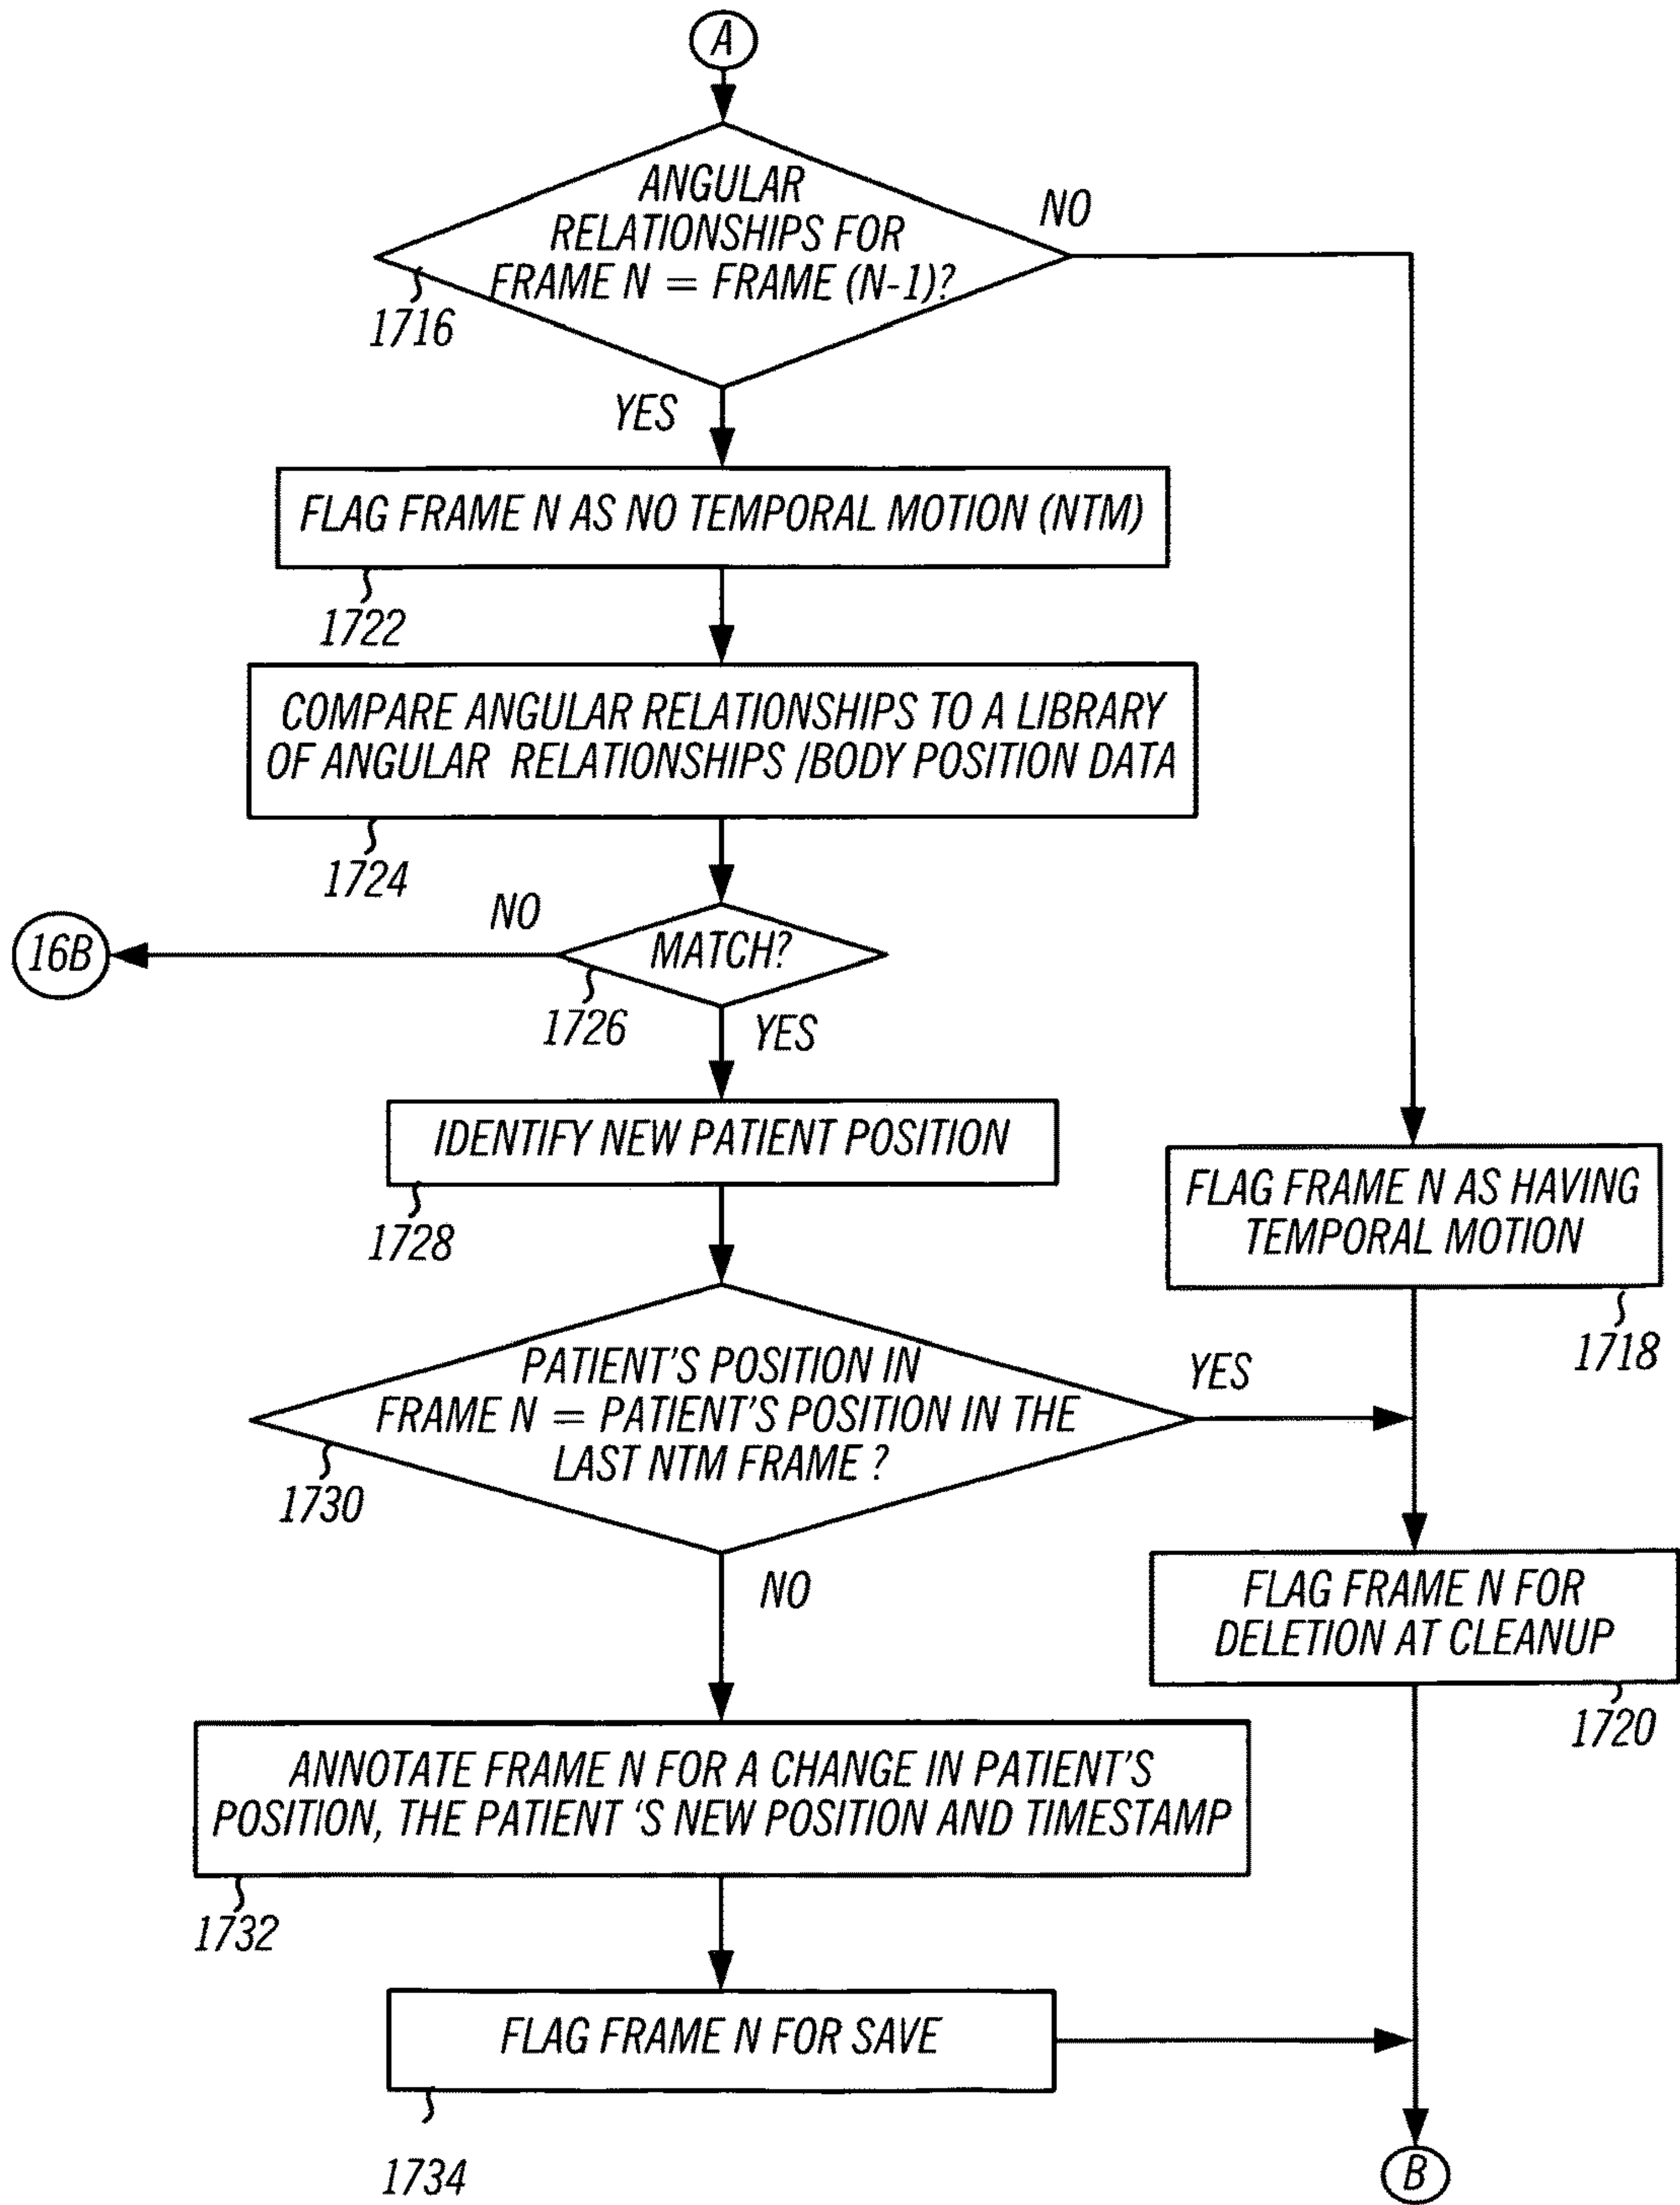 A
ANGULAR
RELATIONSHIPS FOR
FRAME N = FRAME (N-1)?
NO
1716
YES
FLAG FRAME N AS NO TEMPORAL MOTION (NTM)
1722
COMPARE ANGULAR RELATIONSHIPS TO A LIBRARY
OF ANGULAR RELATIONSHIPS /BODY POSITION DATA
1724
NO
16B
MATCH?
1726
YES
IDENTIFY NEW PATIENT POSITION
1728
FLAG FRAME N AS HAVING
TEMPORAL MOTION
1718
PATIENT'S POSITION IN
FRAME N = PATIENT'S POSITION IN THE
LAST NTM FRAME ?
YES
1730
NO
FLAG FRAME N FOR
DELETION AT CLEANUP
1720
ANNOTATE FRAME N FOR A CHANGE IN PATIENT'S
POSITION, THE PATIENT 'S NEW POSITION AND TIMESTAMP
1732
FLAG FRAME N FOR SAVE
1734
B